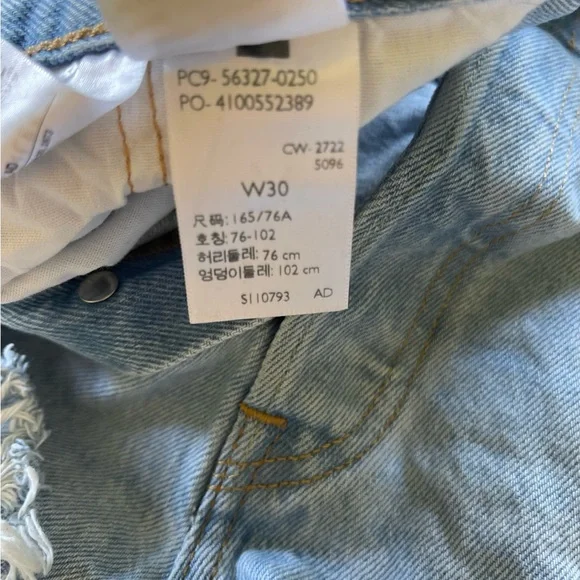 PC9- 56327-0250
PO- 4100552389
CW- 2722
5096
W30
尺码: 165/76A
호칭: 76-102
허리둘레: 76 cm
엉덩이둘레: 102 cm
S110793 AD